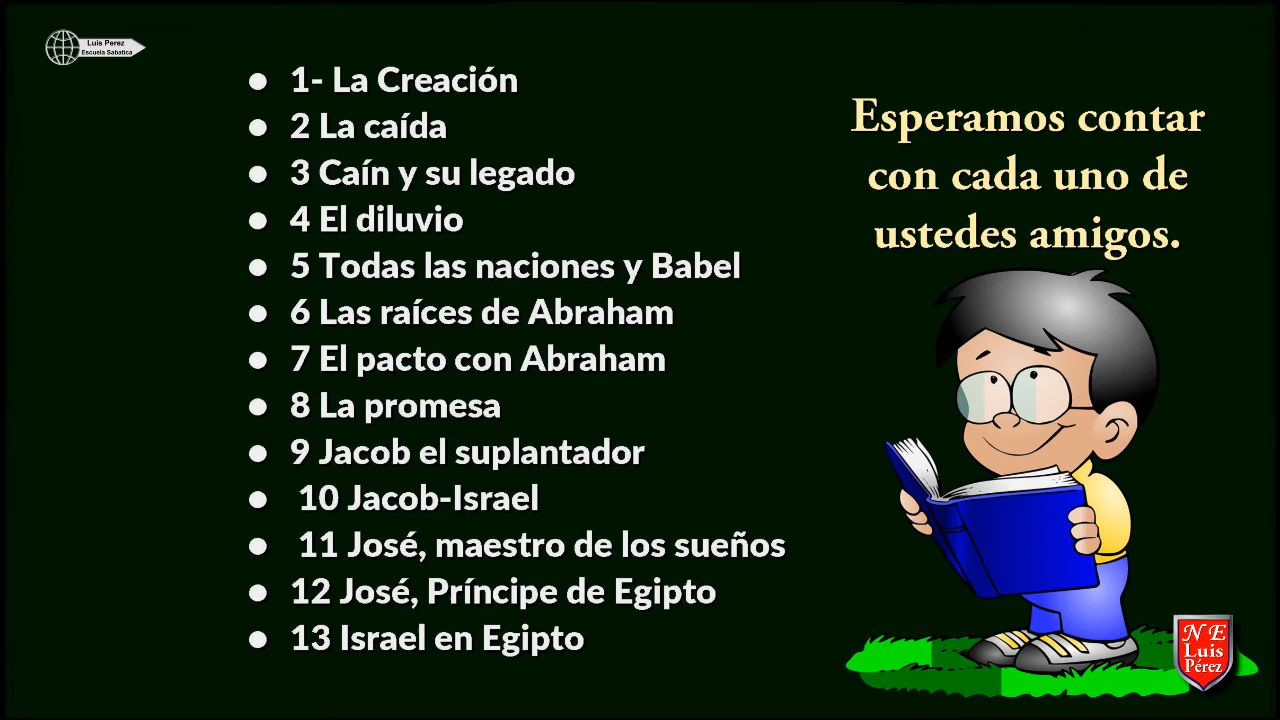 Luis Perez
Escuela Sabatica
● 1- La Creación
● 2 La caída
● 3 Caín y su legado
● 4 El diluvio
● 5 Todas las naciones y Babel
● 6 Las raíces de Abraham
● 7 El pacto con Abraham
● 8 La promesa
● 9 Jacob el suplantador
● 10 Jacob-Israel
● 11 José, maestro de los sueños
● 12 José, Príncipe de Egipto
● 13 Israel en Egipto
Esperamos contar
con cada uno de
ustedes amigos.
N E
Luis
Pérez